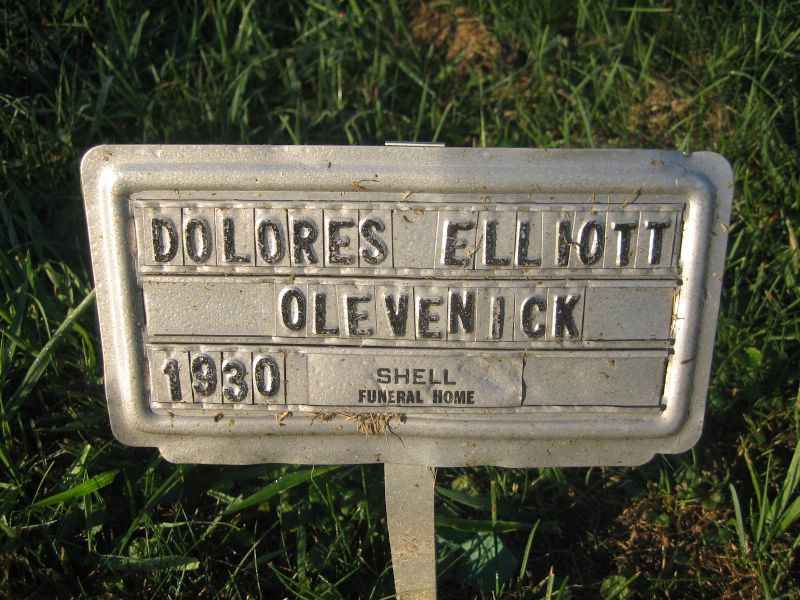 DOLORES ELLIOTT
OLEVENICK
1930 SHELL
FUNERAL HOME